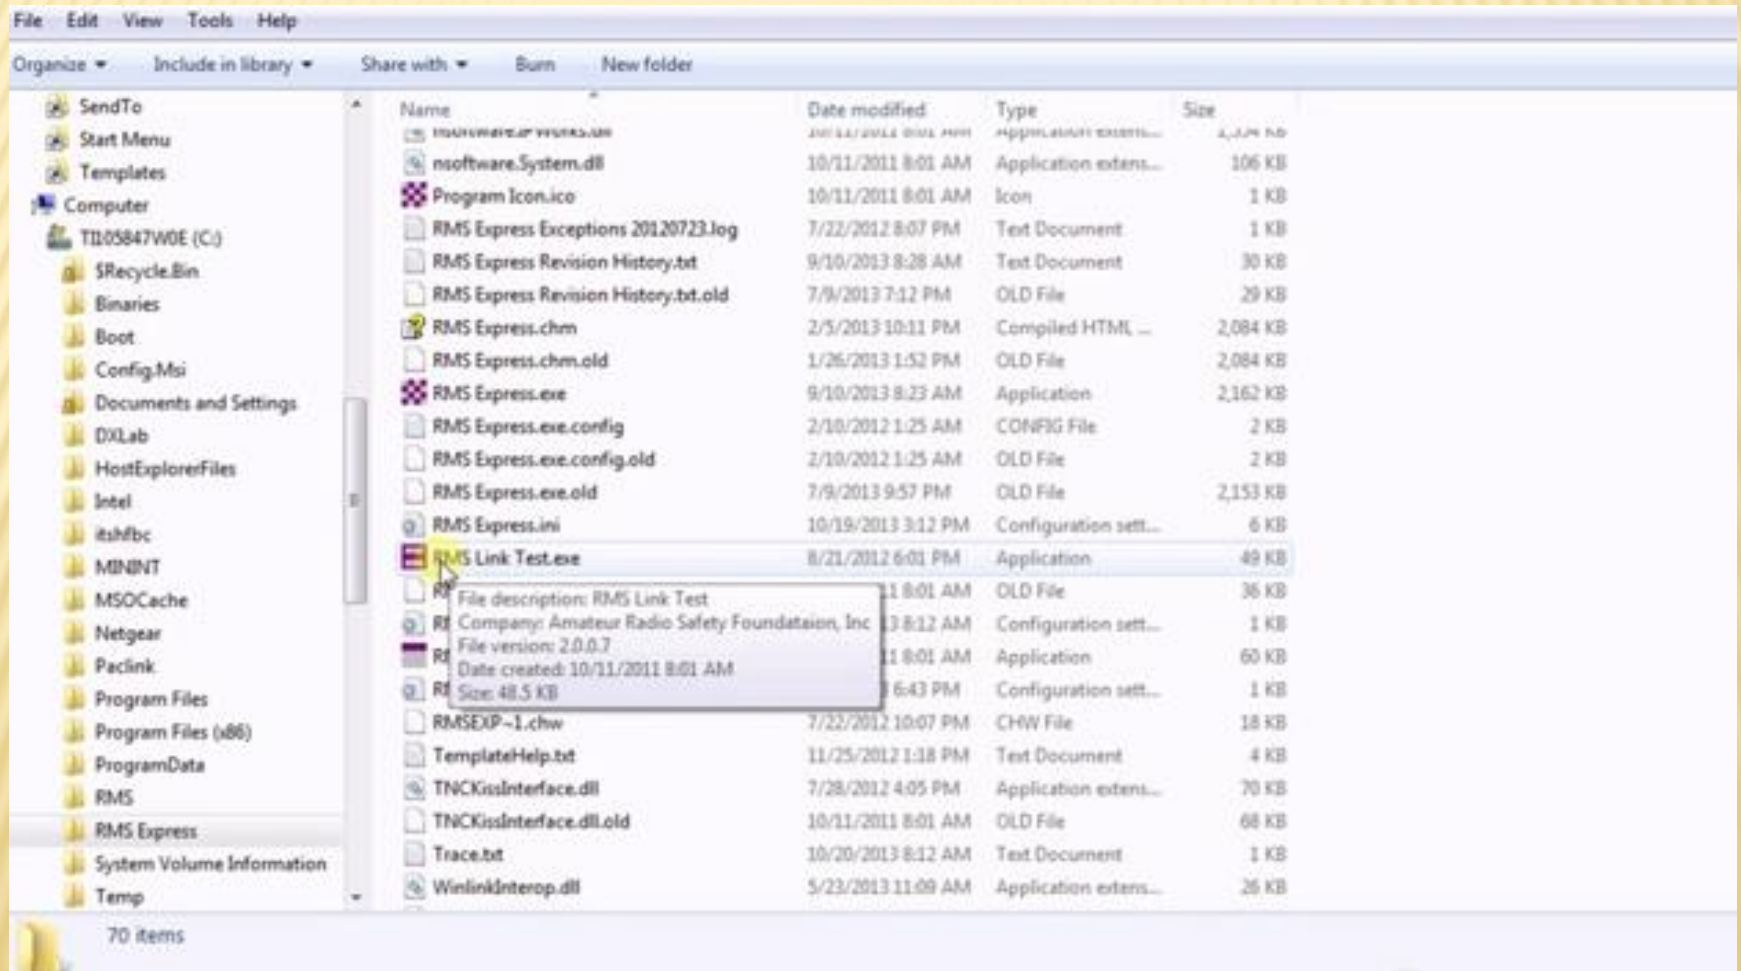 File Edit View Tools Help
Organize Include in library Share with Burn New folder
SendTo
Start Menu
Templates
Computer
TI105847W0E (C:)
$Recycle.Bin
Binaries
Boot
Config.Msi
Documents and Settings
DXLab
HostExplorerFiles
Intel
itshfbc
MININT
MSOCache
Netgear
Paclink
Program Files
Program Files (x86)
ProgramData
RMS
RMS Express
System Volume Information
Temp
Name Date modified Type Size
nsoftware.System.dll 10/11/2011 8:01 AM Application extens... 106 KB
Program Icon.ico 10/11/2011 8:01 AM Icon 1 KB
RMS Express Exceptions 20120723.log 7/22/2012 8:07 PM Text Document 1 KB
RMS Express Revision History.txt 9/10/2013 8:28 AM Text Document 30 KB
RMS Express Revision History.txt.old 7/9/2013 7:12 PM OLD File 29 KB
RMS Express.chm 2/5/2013 10:11 PM Compiled HTML ... 2,084 KB
RMS Express.chm.old 1/26/2013 1:52 PM OLD File 2,084 KB
RMS Express.exe 9/10/2013 8:23 AM Application 2,162 KB
RMS Express.exe.config 2/10/2012 1:25 AM CONFIG File 2 KB
RMS Express.exe.config.old 2/10/2012 1:25 AM OLD File 2 KB
RMS Express.exe.old 7/9/2013 9:57 PM OLD File 2,153 KB
RMS Express.ini 10/19/2013 3:12 PM Configuration sett... 6 KB
RMS Link Test.exe 8/21/2012 6:01 PM Application 49 KB
8:01 AM OLD File 36 KB
8:12 AM Configuration sett... 1 KB
8:01 AM Application 60 KB
6:43 PM Configuration sett... 1 KB
File description: RMS Link Test
Company: Amateur Radio Safety Foundataion, Inc
File version: 2.0.0.7
Date created: 10/11/2011 8:01 AM
Size: 48.5 KB
RMSEXP~1.chw 7/22/2012 10:07 PM CHW File 18 KB
TemplateHelp.txt 11/25/2012 1:18 PM Text Document 4 KB
TNCKissInterface.dll 7/28/2012 4:05 PM Application extens... 70 KB
TNCKissInterface.dll.old 10/11/2011 8:01 AM OLD File 68 KB
Trace.txt 10/20/2013 8:12 AM Text Document 1 KB
WinlinkInterop.dll 5/23/2013 11:09 AM Application extens... 26 KB
70 items